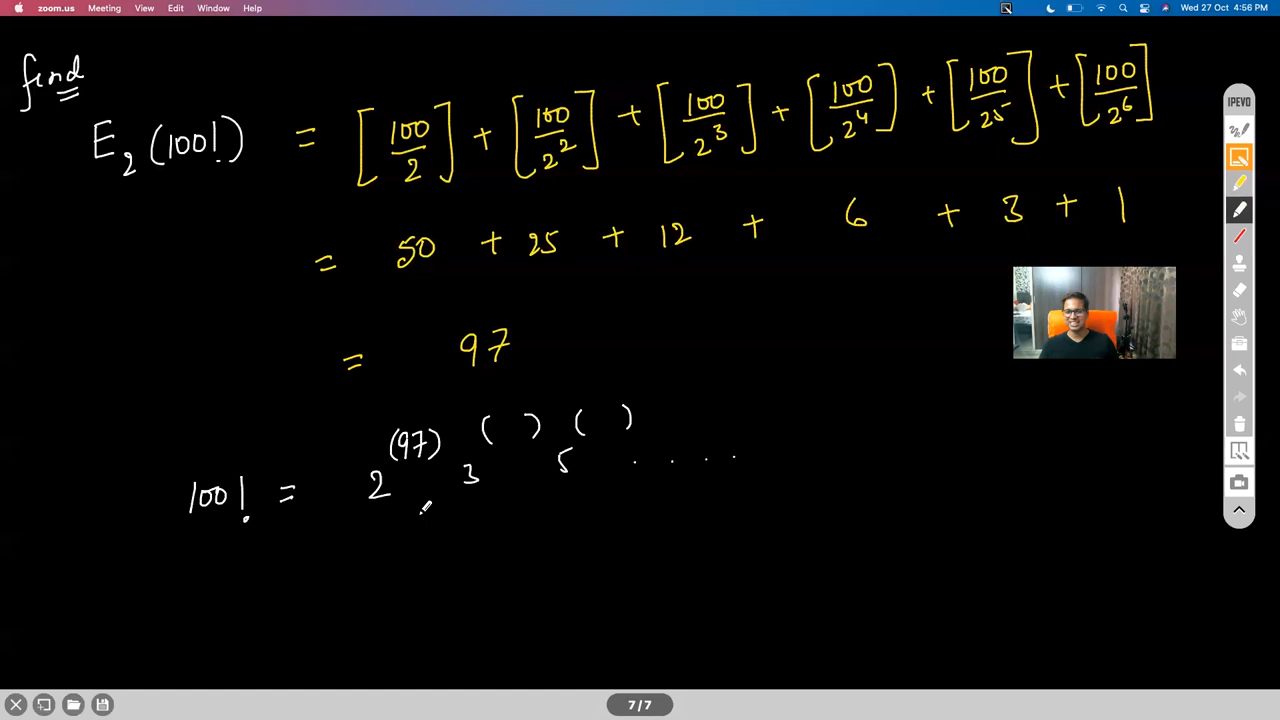 zoom.us Meeting View Edit Window Help Wed 27 Oct 4:56 PM
find
E₂(100!) = [100/2] + [100/2²] + [100/2³] + [100/2⁴] + [100/2⁵] + [100/2⁶]
= 50 + 25 + 12 + 6 + 3 + 1
= 97
100! = 2^(97) . 3^( ) 5^( ) . . . .
IPEVO
7/7